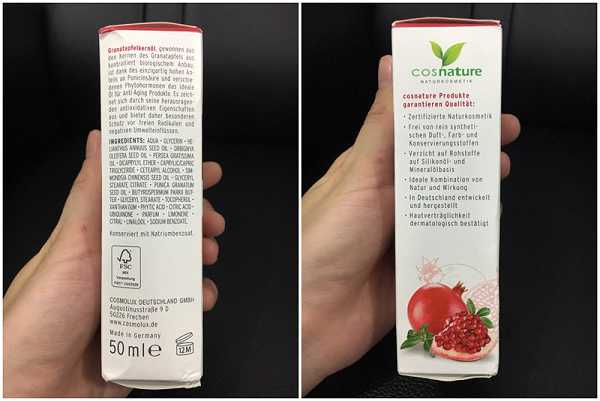 Granatapfelkernöl, gewonnen aus
den Kernen des Granatapfels aus
kontrolliert biologischem Anbau,
ist dank des einzigartig hohen An-
teils an Punicinsäure und verschie-
denen Phytohormonen das ideale
Öl für Anti Aging Produkte. Es zeich-
net sich durch seine herausragen-
den antioxidativen Eigenschaften
aus und bietet daher besonderen
Schutz vor freien Radikalen und
negativen Umwelteinflüssen.
INGREDIENTS: AQUA · GLYCERIN · HE-
LIANTHUS ANNUUS SEED OIL · ORBIGNYA
OLEIFERA SEED OIL · PERSEA GRATISSIMA
OIL · DICAPRYLYL ETHER · CAPRYLIC/CAPRIC
TRIGLYCERIDE · CETEARYL ALCOHOL · SIM-
MONDSIA CHINENSIS SEED OIL · GLYCERYL
STEARATE CITRATE · PUNICA GRANATUM
SEED OIL · BUTYROSPERMUM PARKII BUT-
TER · GLYCERYL STEARATE · TOCOPHEROL ·
XANTHAN GUM · PHYTIC ACID · CITRIC ACID ·
UBIQUINONE · PARFUM · LIMONENE ·
CITRAL · LINALOOL · SODIUM BENZOATE.
Konserviert mit Natriumbenzoat.
FSC
MIX
Verpackung
COSMOLUX DEUTSCHLAND GMBH
Augustinusstraße 9 D
50226 Frechen
www.cosmolux.de
Made in Germany
50 ml e
12M
cosnature
NATURKOSMETIK
cosnature Produkte
garantieren Qualität:
· Zertifizierte Naturkosmetik
· Frei von rein syntheti-
schen Duft-, Farb- und
Konservierungsstoffen
· Verzicht auf Rohstoffe
auf Silikonöl- und
Mineralölbasis
· Ideale Kombination von
Natur und Wirkung
· In Deutschland entwickelt
und hergestellt
· Hautverträglichkeit
dermatologisch bestätigt